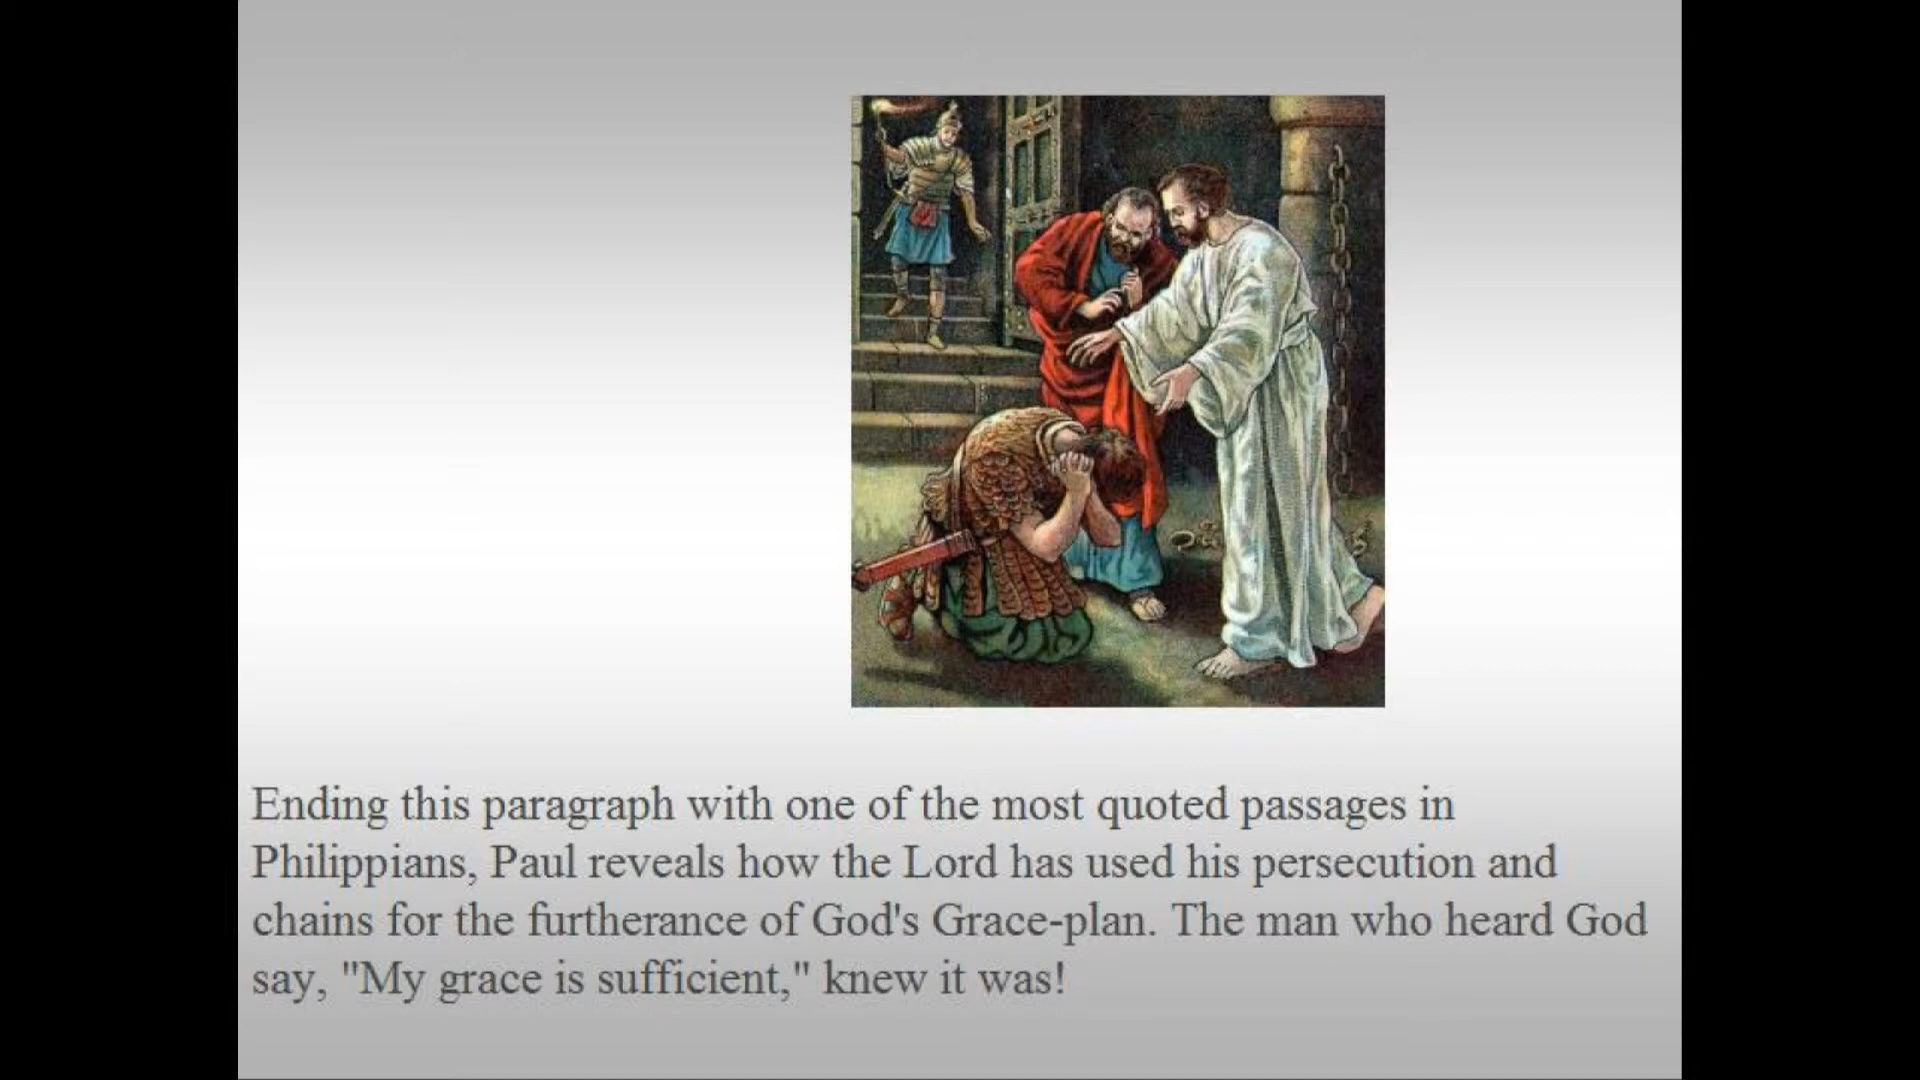 Ending this paragraph with one of the most quoted passages in
Philippians, Paul reveals how the Lord has used his persecution and
chains for the furtherance of God's Grace-plan. The man who heard God
say, "My grace is sufficient," knew it was!